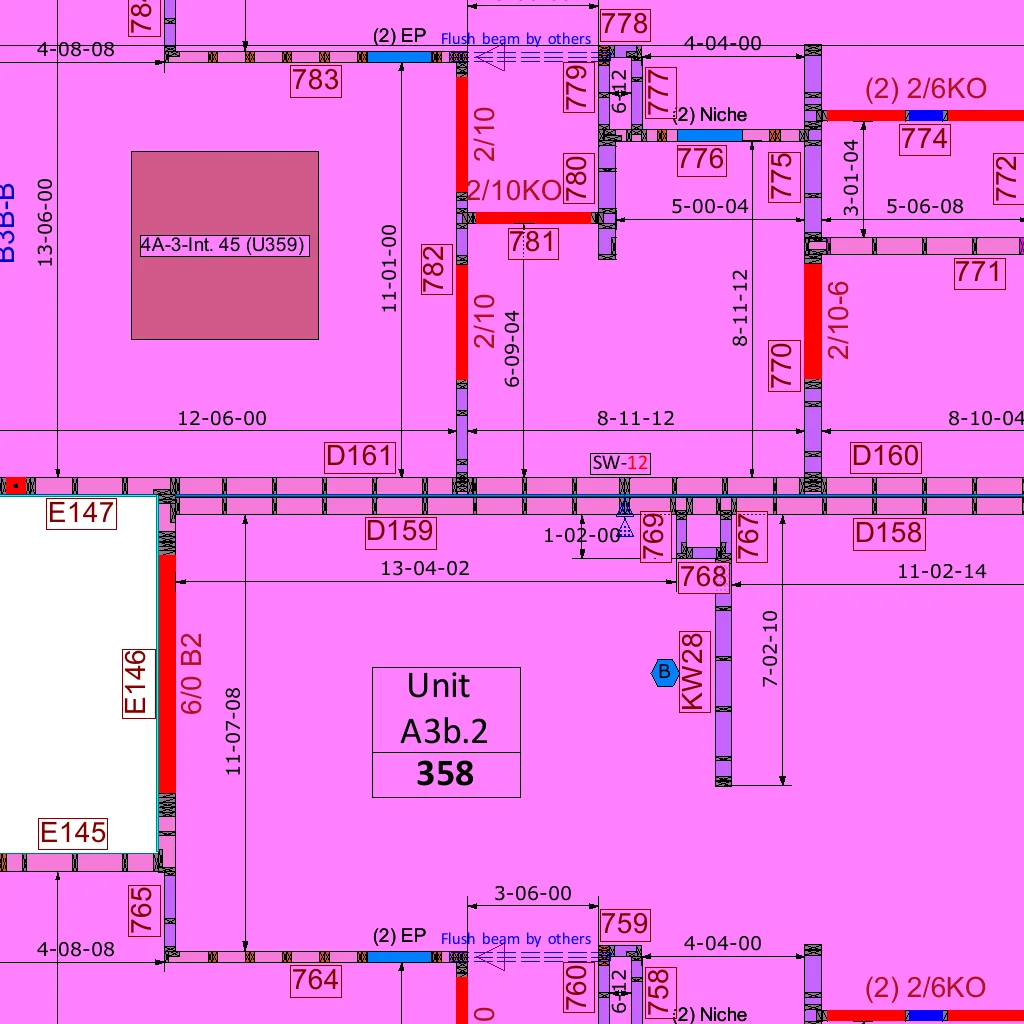 784
4-08-08
783
(2) EP
Flush beam by others
778
779
6-12
777
4-04-00
(2) Niche
776
775
(2) 2/6KO
774
3-01-04
772
5-06-08
771
B3B-B
13-06-00
4A-3-Int. 45 (U359)
11-01-00
782
2/10
2/10KO
780
781
5-00-04
2/10
6-09-04
8-11-12
2/10-6
770
12-06-00
8-11-12
8-10-04
D161
SW-12
D160
E147
D159
1-02-00
769
767
D158
13-04-02
768
11-02-14
E146
6/0 B2
11-07-08
Unit
A3b.2
358
B
KW28
7-02-10
E145
765
4-08-08
764
(2) EP
3-06-00
Flush beam by others
759
760
6-12
758
4-04-00
(2) Niche
(2) 2/6KO
0